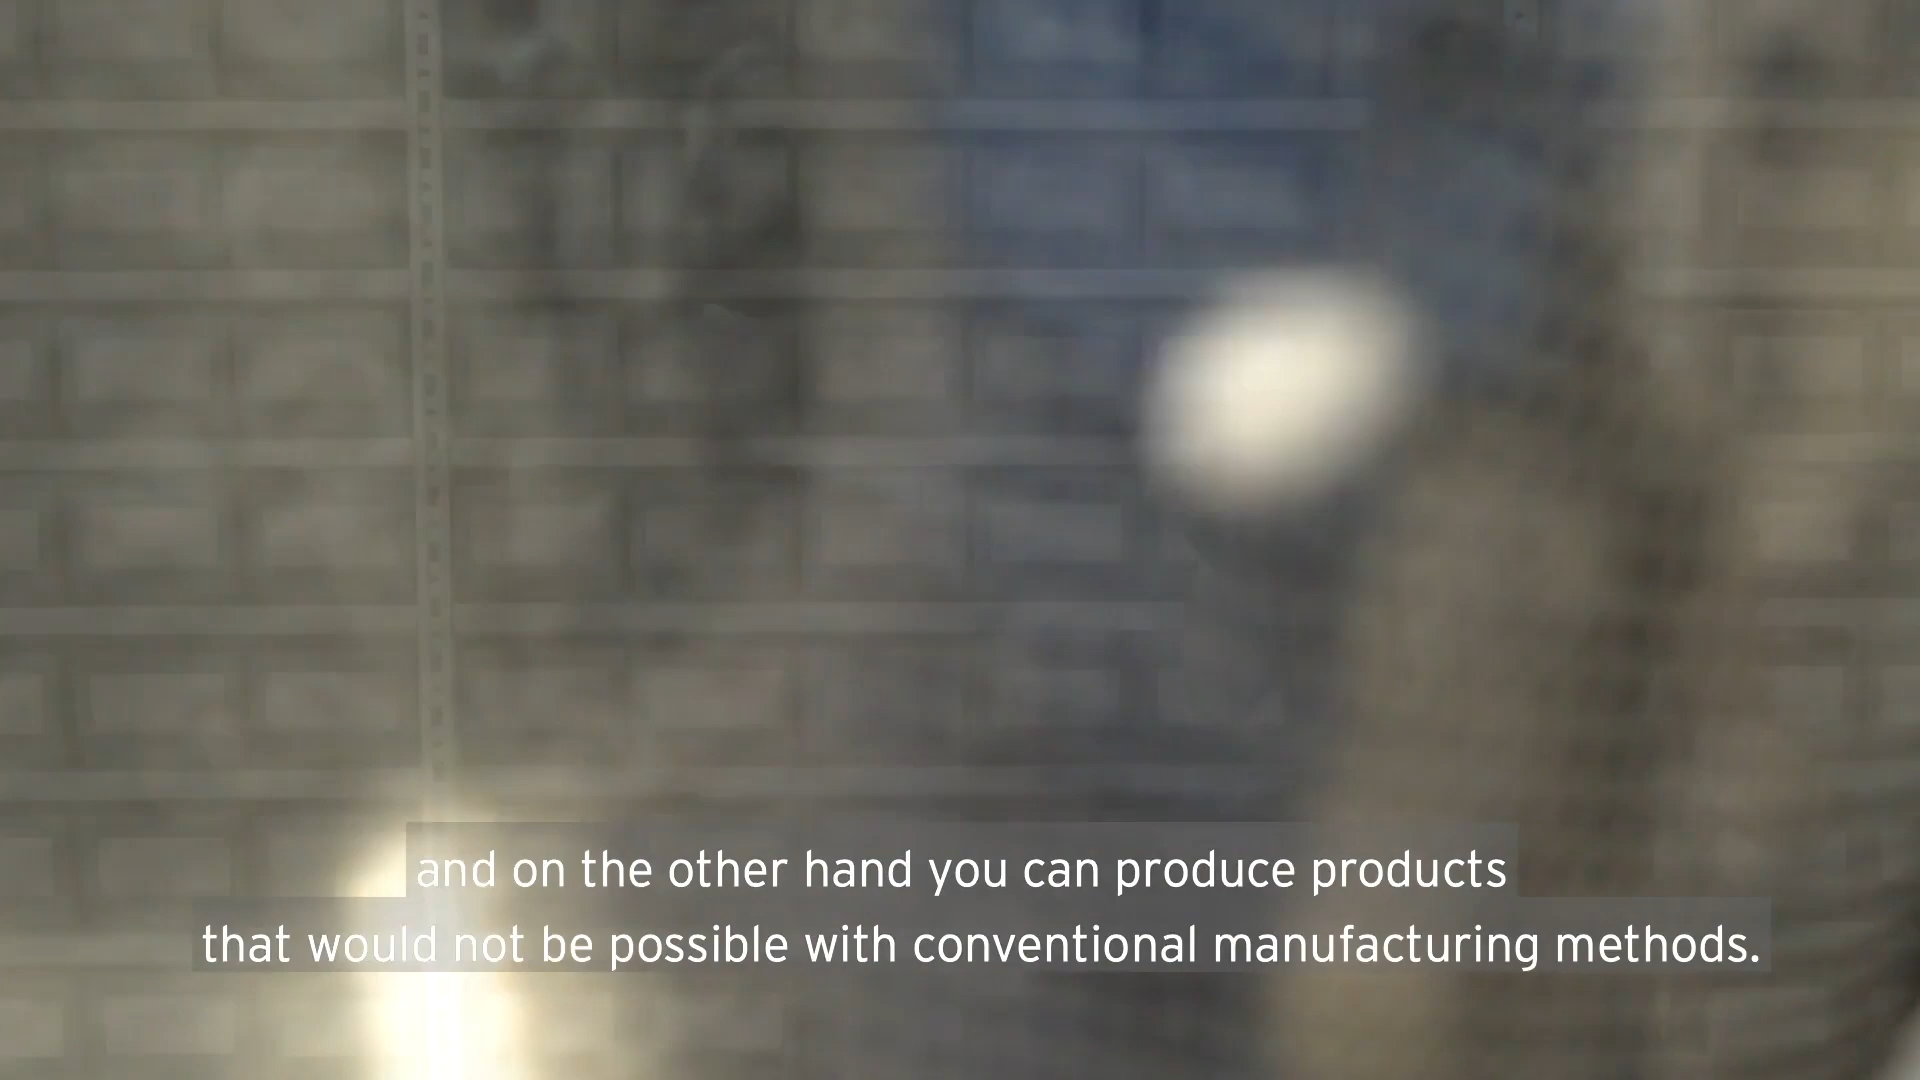 and on the other hand you can produce products
that would not be possible with conventional manufacturing methods.